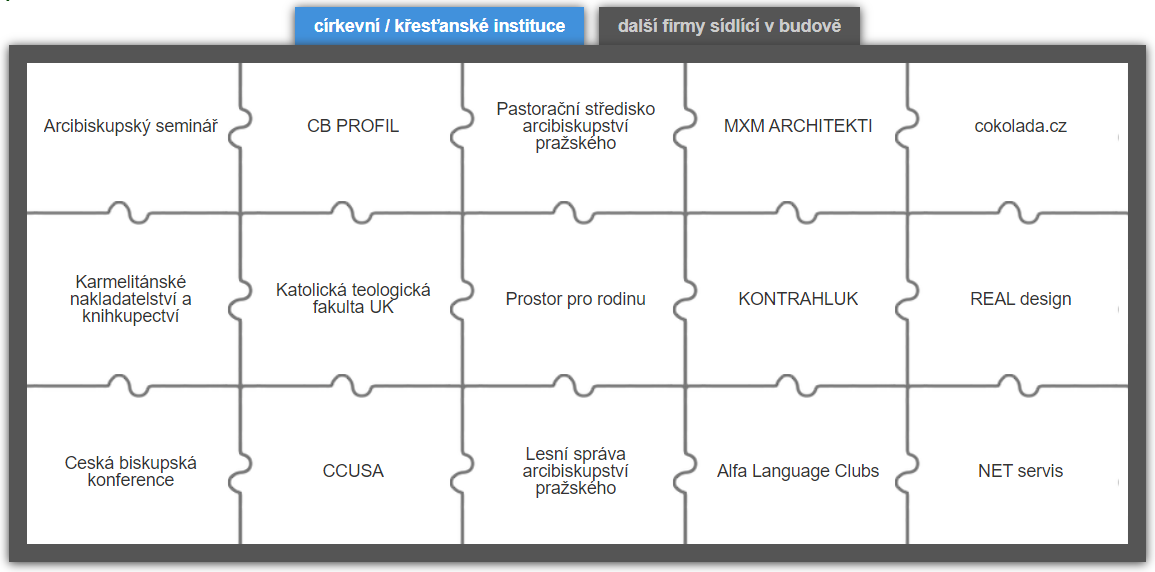 církevní / křesťanské instituce
další firmy sídlící v budově
Arcibiskupský seminář
CB PROFIL
Pastorační středisko
arcibiskupství
pražského
MXM ARCHITEKTI
cokolada.cz
Karmelitánské
nakladatelství a
knihkupectví
Katolická teologická
fakulta UK
Prostor pro rodinu
KONTRAHLUK
REAL design
Česká biskupská
konference
CCUSA
Lesní správa
arcibiskupství
pražského
Alfa Language Clubs
NET servis